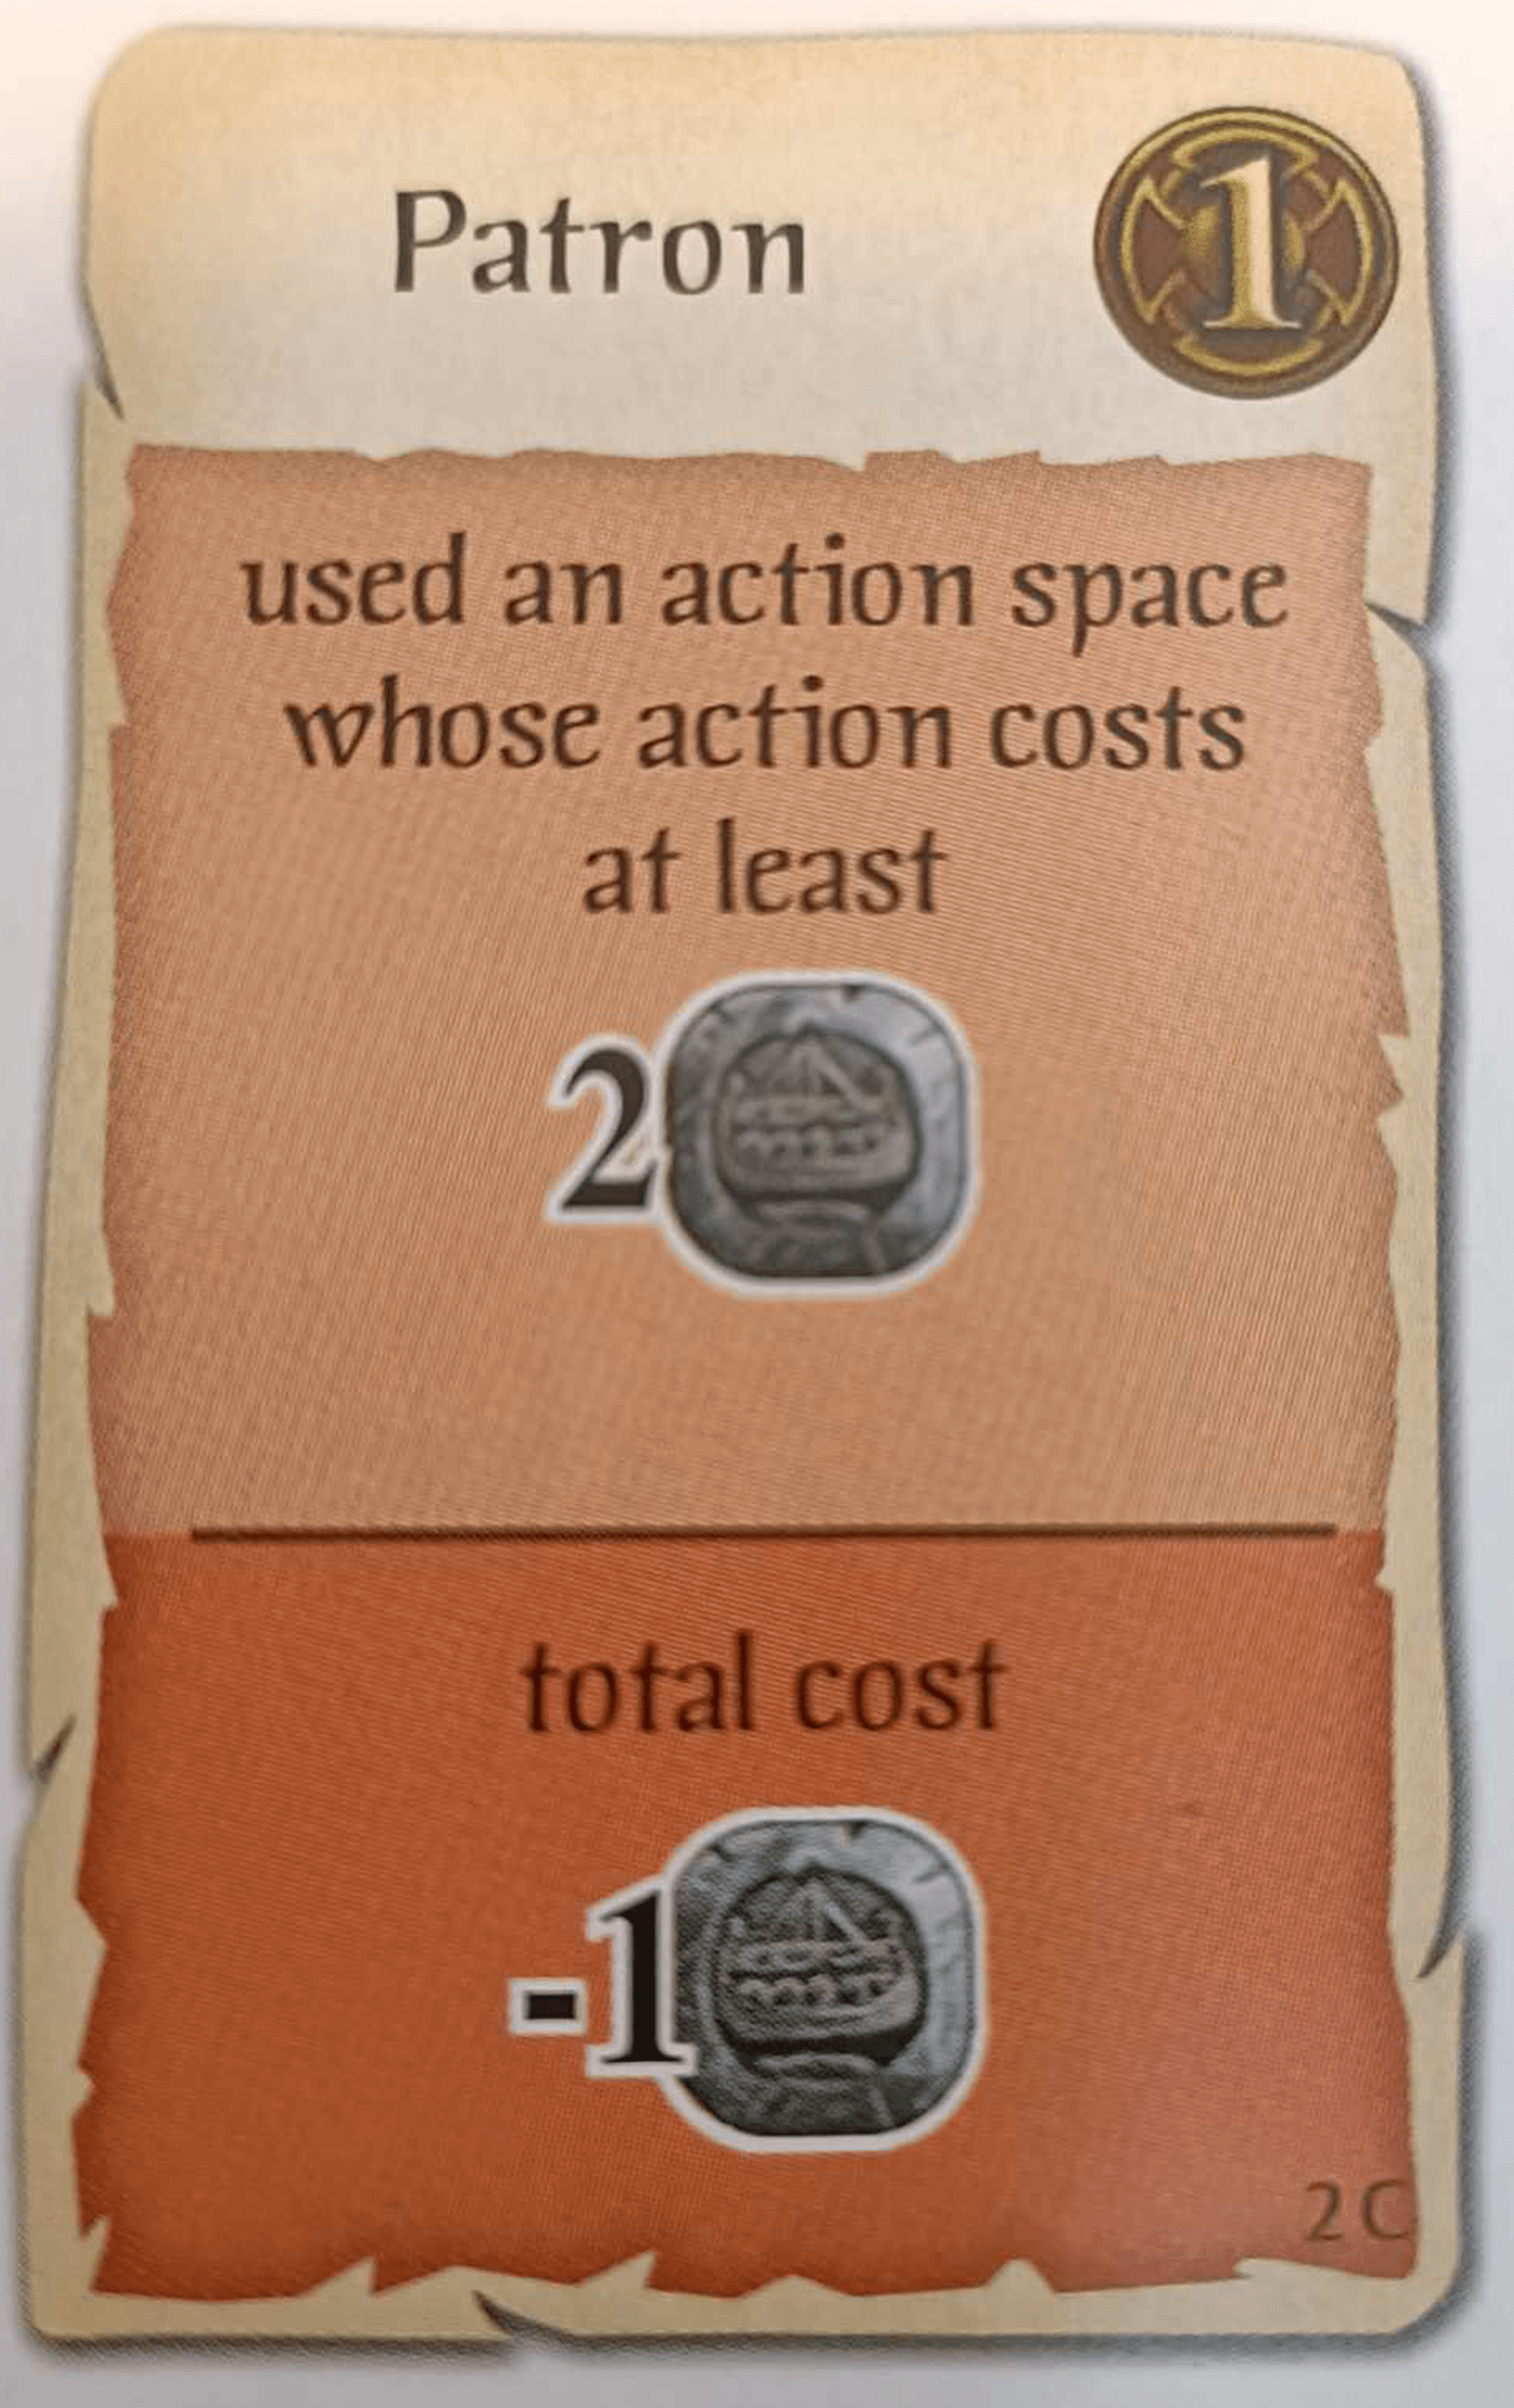 Patron
1
used an action space
whose action costs
at least
2
total cost
-1
2C